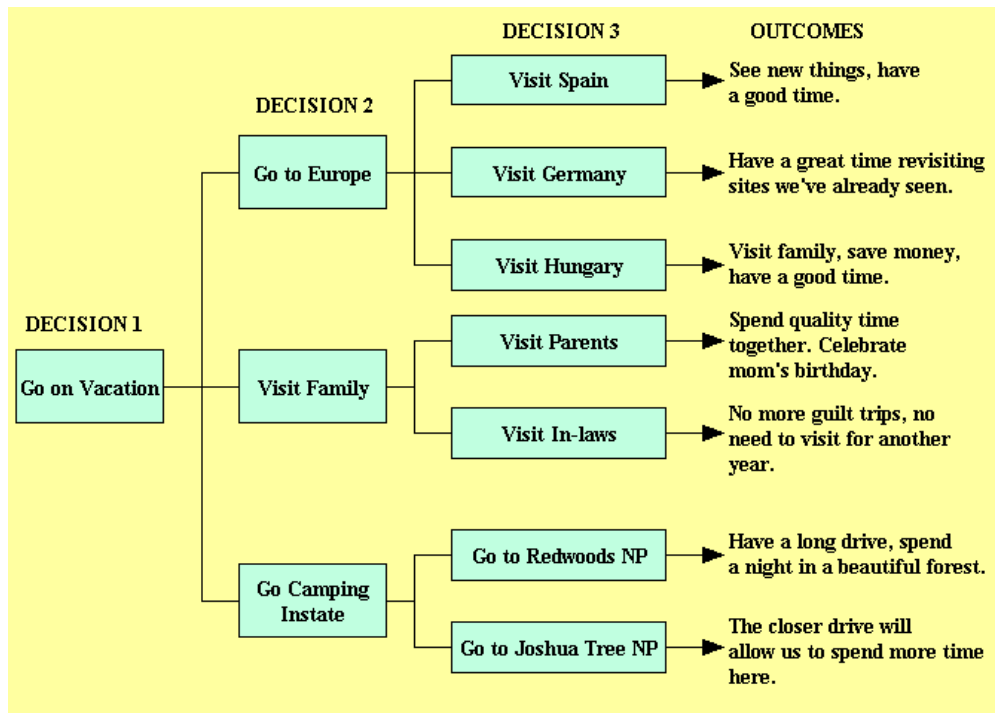 DECISION 3
OUTCOMES
Visit Spain
See new things, have
a good time.
DECISION 2
Go to Europe
Visit Germany
Have a great time revisiting
sites we've already seen.
Visit Hungary
Visit family, save money,
have a good time.
DECISION 1
Go on Vacation
Visit Family
Visit Parents
Spend quality time
together. Celebrate
mom's birthday.
Visit In-laws
No more guilt trips, no
need to visit for another
year.
Go Camping
Instate
Go to Redwoods NP
Have a long drive, spend
a night in a beautiful forest.
Go to Joshua Tree NP
The closer drive will
allow us to spend more time
here.